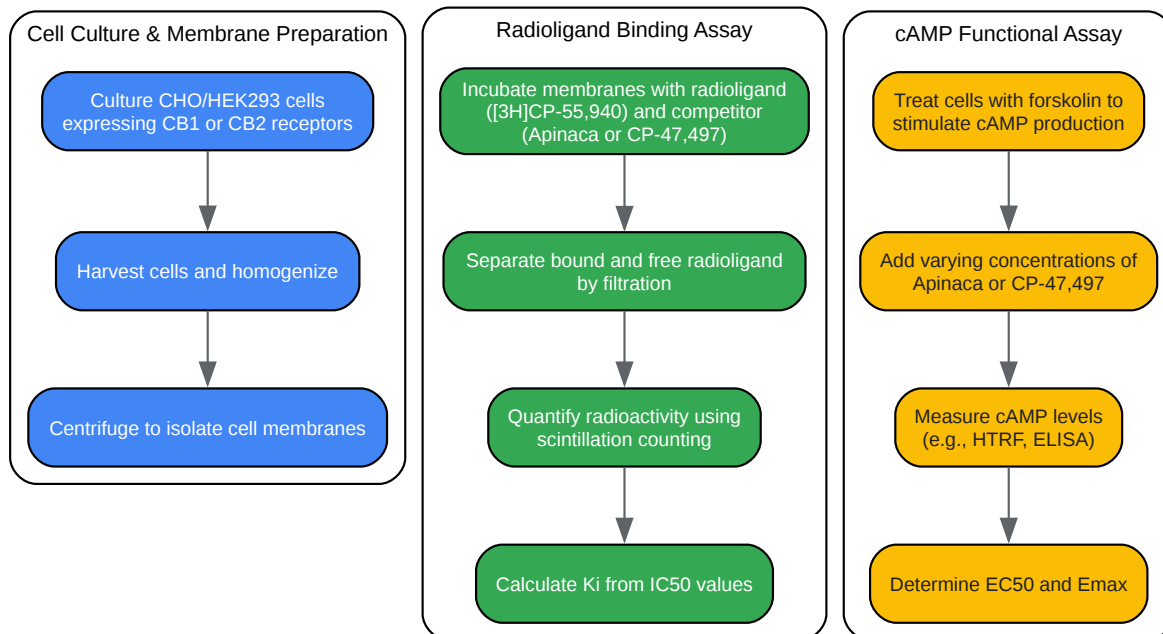 Cell Culture & Membrane Preparation
Culture CHO/HEK293 cells
expressing CB1 or CB2 receptors
Harvest cells and homogenize
Centrifuge to isolate cell membranes
Radioligand Binding Assay
Incubate membranes with radioligand
([3H]CP-55,940) and competitor
(Apinaca or CP-47,497)
Separate bound and free radioligand
by filtration
Quantify radioactivity using
scintillation counting
Calculate Ki from IC50 values
cAMP Functional Assay
Treat cells with forskolin to
stimulate cAMP production
Add varying concentrations of
Apinaca or CP-47,497
Measure cAMP levels
(e.g., HTRF, ELISA)
Determine EC50 and Emax